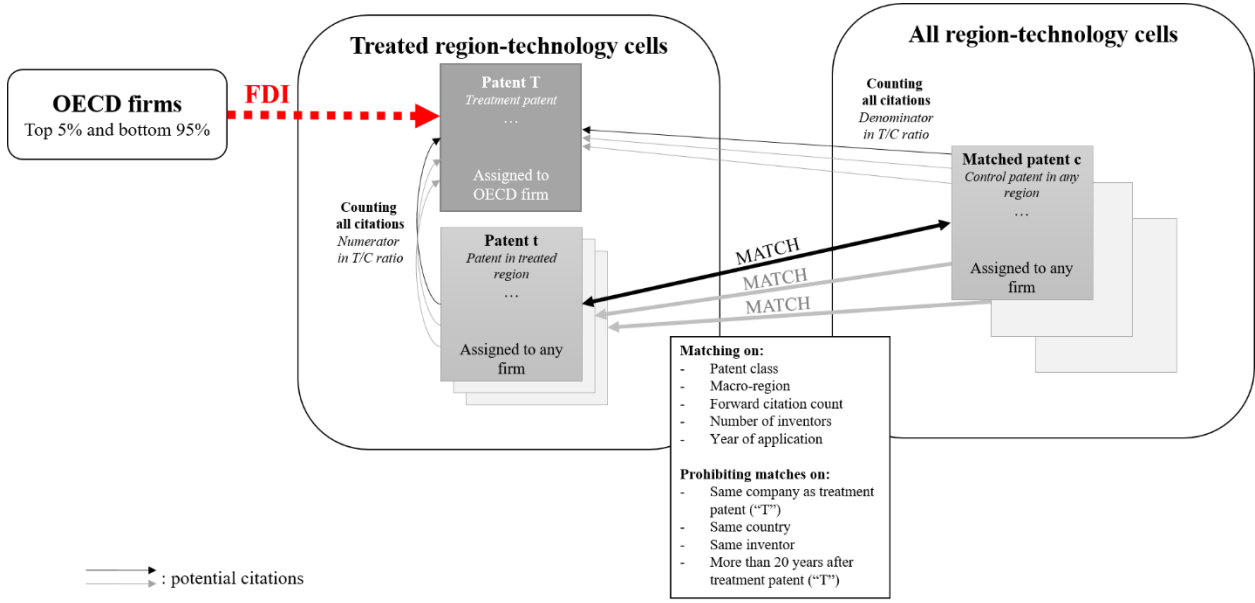 Treated region-technology cells
All region-technology cells
OECD firms
Top 5% and bottom 95%
FDI
Patent T
Treatment patent
…
Assigned to
OECD firm
Counting
all citations
Numerator
in T/C ratio
Patent t
Patent in treated
region
…
Assigned to any
firm
Counting
all citations
Denominator
in T/C ratio
Matched patent c
Control patent in any
region
…
Assigned to any
firm
MATCH
MATCH
MATCH
Matching on:
- Patent class
- Macro-region
- Forward citation count
- Number of inventors
- Year of application
Prohibiting matches on:
- Same company as treatment
patent (“T”)
- Same country
- Same inventor
- More than 20 years after
treatment patent (“T”)
: potential citations